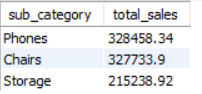 sub_category total_sales
Phones 328458.34
Chairs 327733.9
Storage 215238.92